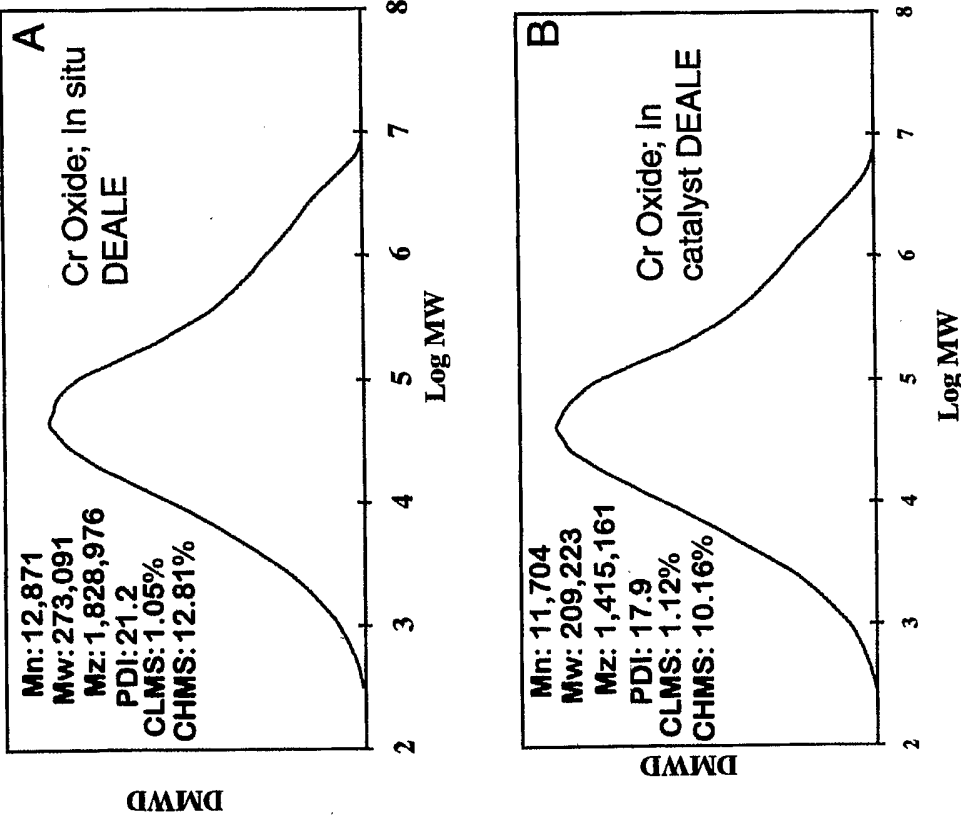 A
Mn:12,871
Mw:273,091
Mz:1,828,976
PDI:21.2
CLMS:1.05%
CHMS:12.81%
Cr Oxide; In situ
DEALE
DMWD
2 3 4 5 6 7 8
Log MW
B
Mn: 11,704
Mw: 209,223
Mz: 1,415,161
PDI: 17.9
CLMS: 1.12%
CHMS: 10.16%
Cr Oxide; In
catalyst DEALE
DMWD
2 3 4 5 6 7 8
Log MW